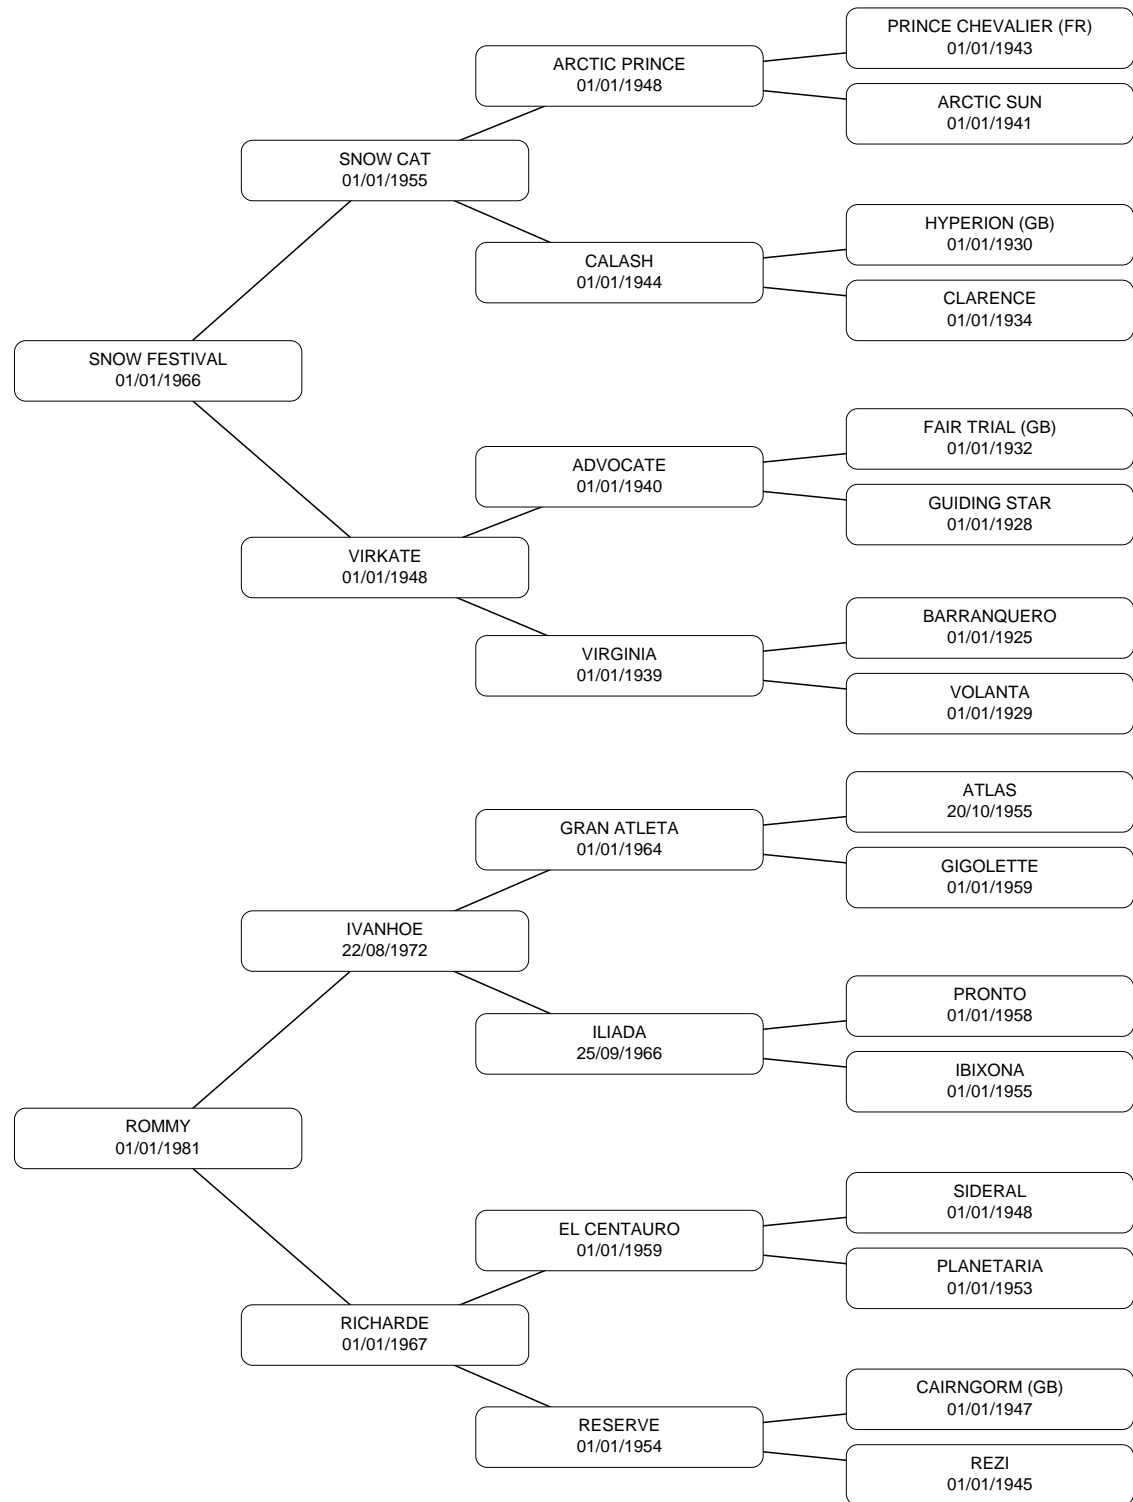 PRINCE CHEVALIER (FR)
01/01/1943
ARCTIC PRINCE
01/01/1948
ARCTIC SUN
01/01/1941
SNOW CAT
01/01/1955
HYPERION (GB)
01/01/1930
CALASH
01/01/1944
CLARENCE
01/01/1934
SNOW FESTIVAL
01/01/1966
FAIR TRIAL (GB)
01/01/1932
ADVOCATE
01/01/1940
GUIDING STAR
01/01/1928
VIRKATE
01/01/1948
BARRANQUERO
01/01/1925
VIRGINIA
01/01/1939
VOLANTA
01/01/1929
ATLAS
20/10/1955
GRAN ATLETA
01/01/1964
GIGOLETTE
01/01/1959
IVANHOE
22/08/1972
PRONTO
01/01/1958
ILIADA
25/09/1966
IBIXONA
01/01/1955
ROMMY
01/01/1981
SIDERAL
01/01/1948
EL CENTAURO
01/01/1959
PLANETARIA
01/01/1953
RICHARDE
01/01/1967
CAIRNGORM (GB)
01/01/1947
RESERVE
01/01/1954
REZI
01/01/1945